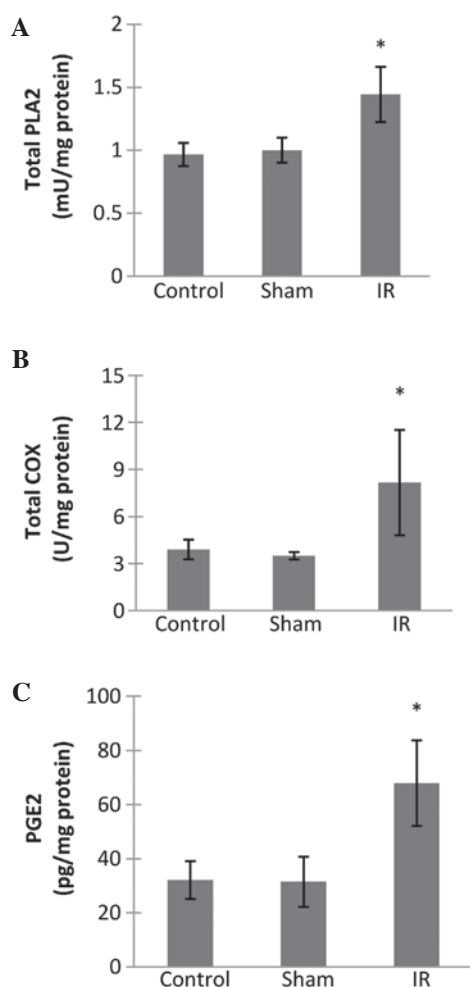 A
Total PLA2
(mU/mg protein)
2
1.5
1
0.5
0
*
Control Sham IR
B
Total COX
(U/mg protein)
15
12
9
6
3
0
*
Control Sham IR
C
PGE2
(pg/mg protein)
100
80
60
40
20
0
*
Control Sham IR